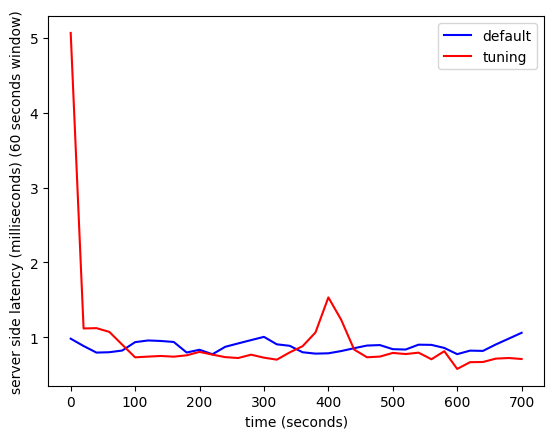 default
tuning
server side latency (milliseconds) (60 seconds window)
5
4
3
2
1
0 100 200 300 400 500 600 700
time (seconds)